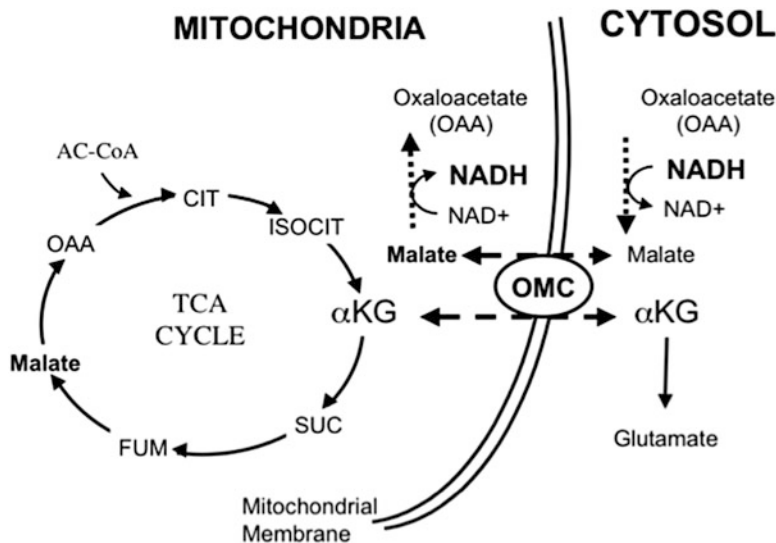 MITOCHONDRIA
CYTOSOL
Oxaloacetate
(OAA)
Oxaloacetate
(OAA)
AC-CoA
NADH
NADH
CIT
NAD+
NAD+
ISOCIT
OAA
Malate
Malate
OMC
TCA
CYCLE
αKG
αKG
Malate
SUC
FUM
Glutamate
Mitochondrial
Membrane